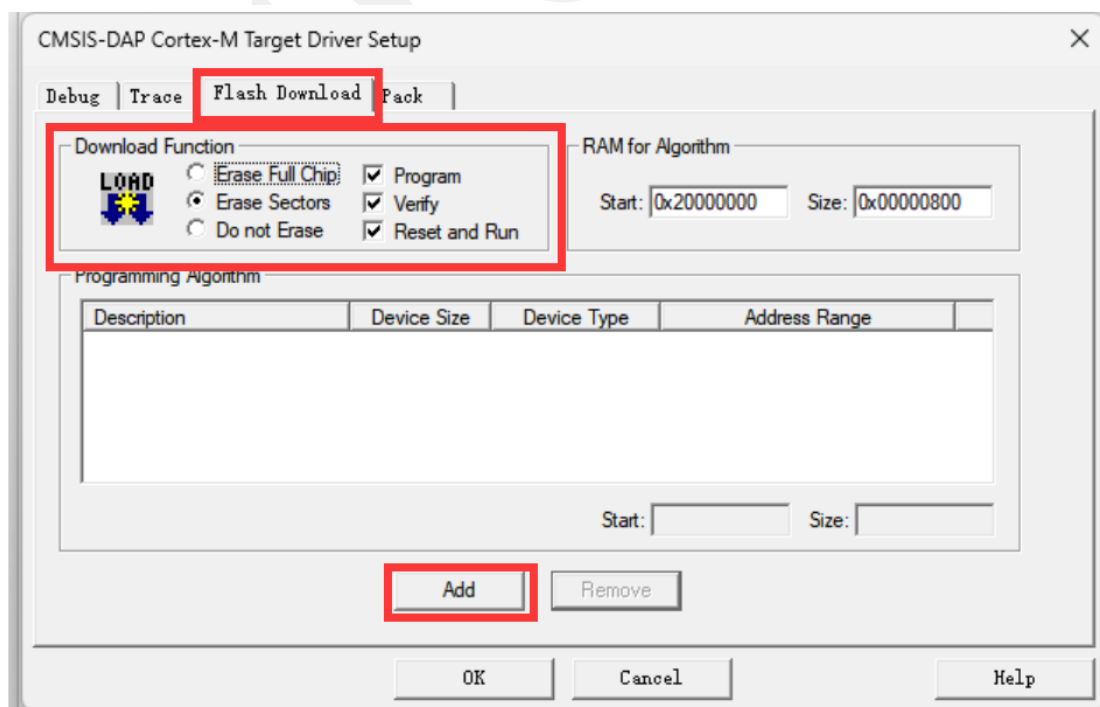 CMSIS-DAP Cortex-M Target Driver Setup
Debug Trace Flash Download Pack
Download Function
LOAD
Erase Full Chip Program
Erase Sectors Verify
Do not Erase Reset and Run
RAM for Algorithm
Start: 0x20000000 Size: 0x00000800
Programming Algorithm
Description Device Size Device Type Address Range
Start: Size:
Add Remove
OK Cancel Help